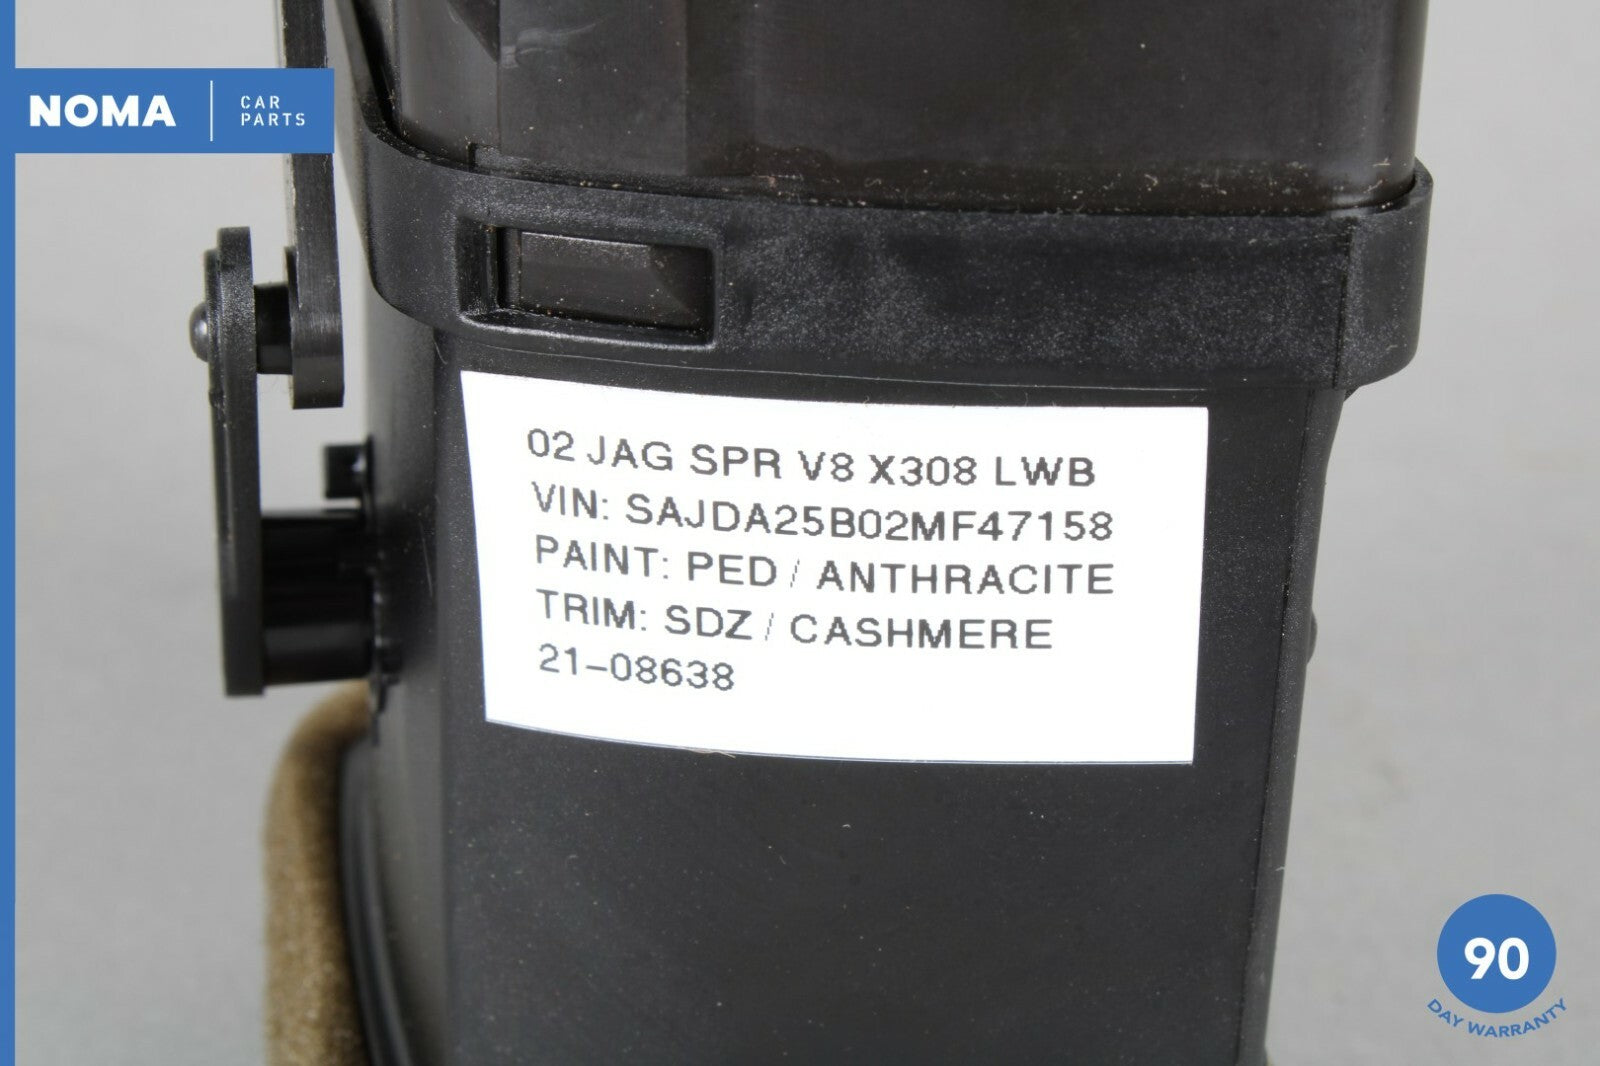 NOMA
CAR
PARTS
02 JAG SPR V8 X308 LWB
VIN: SAJDA25B02MF47158
PAINT: PED / ANTHRACITE
TRIM: SDZ / CASHMERE
21-08638
90
DAY WARRANTY